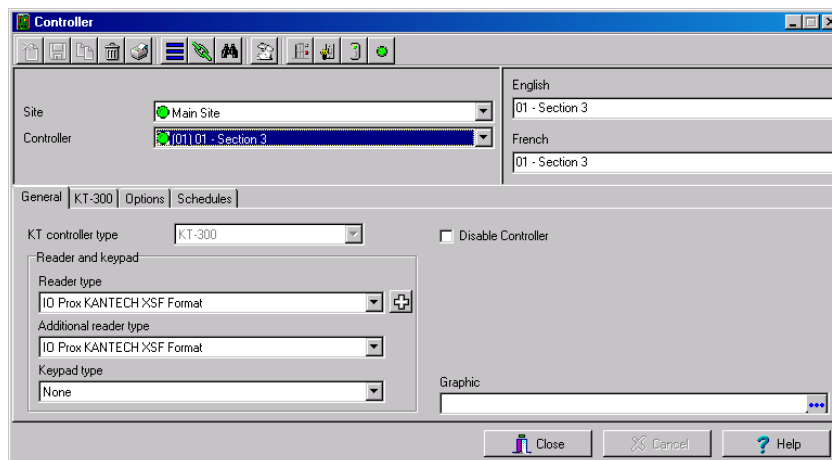 Controller
Site
Main Site
Controller
(01) 01 - Section 3
English
01 - Section 3
French
01 - Section 3
General
KT-300
Options
Schedules
KT controller type
KT-300
Disable Controller
Reader and keypad
Reader type
IO Prox KANTECH XSF Format
Additional reader type
IO Prox KANTECH XSF Format
Keypad type
None
Graphic
Close
Cancel
Help